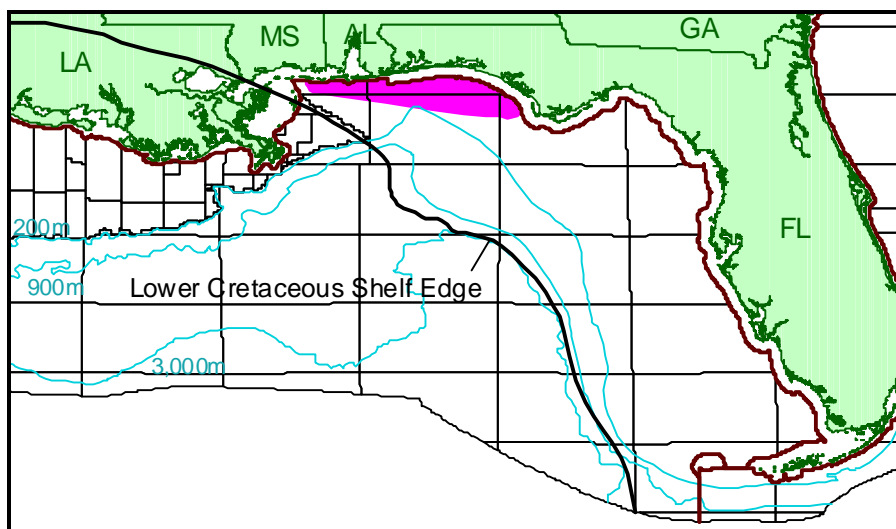 GA
MS
AL
LA
FL
200m
900m
Lower Cretaceous Shelf Edge
3,000m